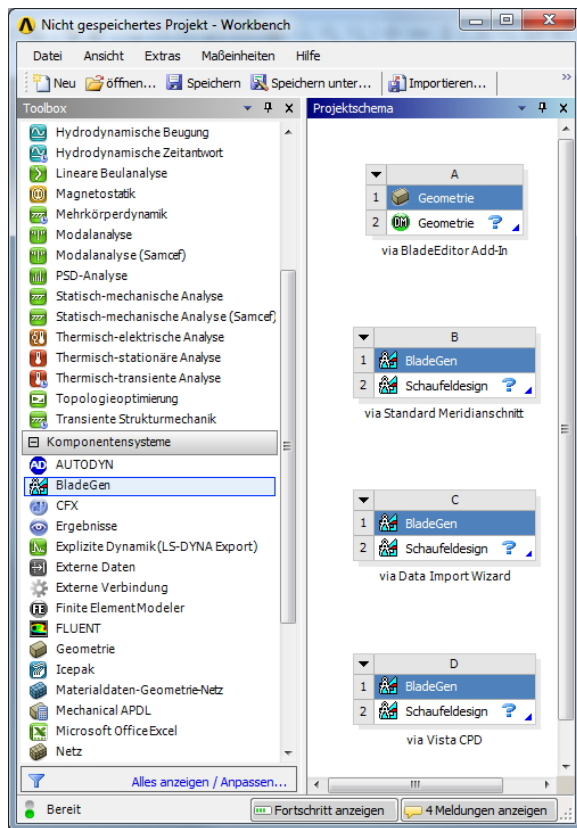 Nicht gespeichertes Projekt - Workbench
Datei Ansicht Extras Maßeinheiten Hilfe
Neu öffnen... Speichern Speichern unter... Importieren... »
Toolbox
Hydrodynamische Beugung
Hydrodynamische Zeitantwort
Lineare Beulanalyse
Magnetostatik
Mehrkörperdynamik
Modalanalyse
Modalanalyse (Samcef)
PSD-Analyse
Statisch-mechanische Analyse
Statisch-mechanische Analyse (Samcef)
Thermisch-elektrische Analyse
Thermisch-stationäre Analyse
Thermisch-transiente Analyse
Topologieoptimierung
Transiente Strukturmechanik
Komponentensysteme
AUTODYN
BladeGen
CFX
Ergebnisse
Explizite Dynamik (LS-DYNA Export)
Externe Daten
Externe Verbindung
Finite Element Modeler
FLUENT
Geometrie
Icepak
Materialdaten-Geometrie-Netz
Mechanical APDL
Microsoft Office Excel
Netz
Alles anzeigen / Anpassen...
Projektschema
A
1 Geometrie
2 DM Geometrie ?
via BladeEditor Add-In
B
1 BladeGen
2 Schaufeldesign ?
via Standard Meridianschnitt
C
1 BladeGen
2 Schaufeldesign ?
via Data Import Wizard
D
1 BladeGen
2 Schaufeldesign ?
via Vista CPD
Bereit Fortschritt anzeigen 4 Meldungen anzeigen